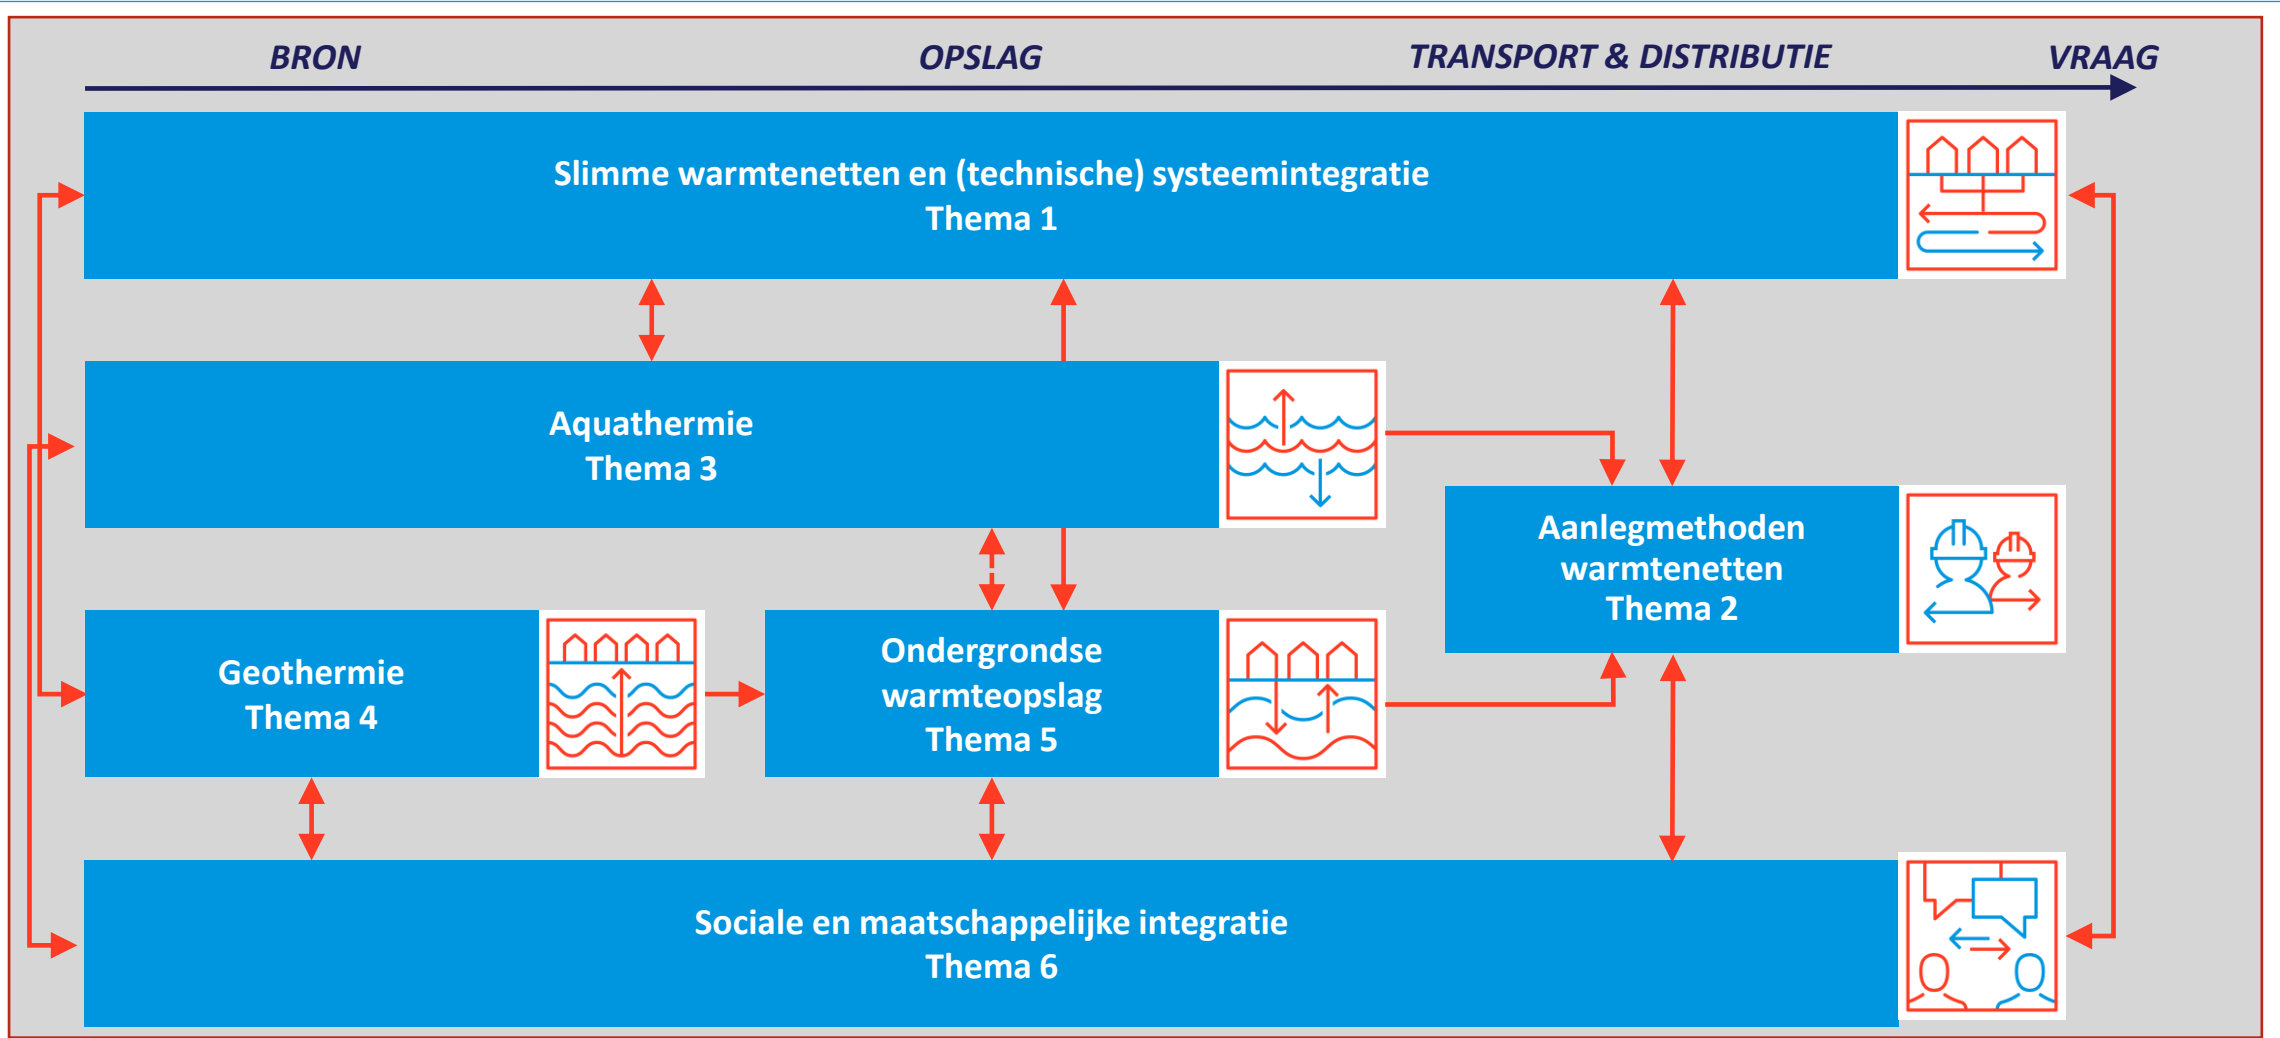 BRON
OPSLAG
TRANSPORT & DISTRIBUTIE
VRAAG
Slimme warmtenetten en (technische) systeemintegratie
Thema 1
Aquathermie
Thema 3
Aanlegmethoden
warmtenetten
Thema 2
Geothermie
Thema 4
Ondergrondse
warmteopslag
Thema 5
Sociale en maatschappelijke integratie
Thema 6